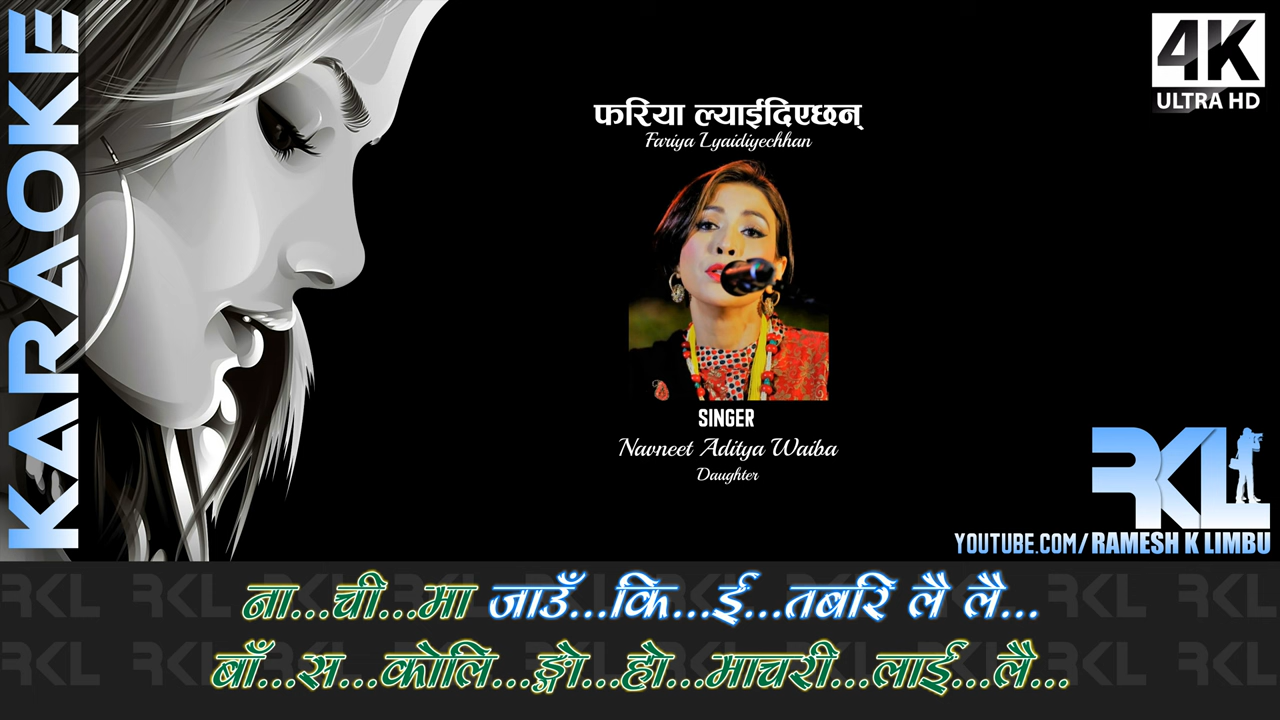 KARAOKE
4K
ULTRA HD
फरिया ल्याईदिएछन्
Fariya Lyaidiyechhan
SINGER
Navneet Aditya Waiba
Daughter
RKL
YOUTUBE.COM/RAMESH K LIMBU
ना...ची...मा जाउँ...कि...ई...तबरि लै लै...
बाँ...स...कोलि...ङ्गो...हो...माचरी...लाई...लै...